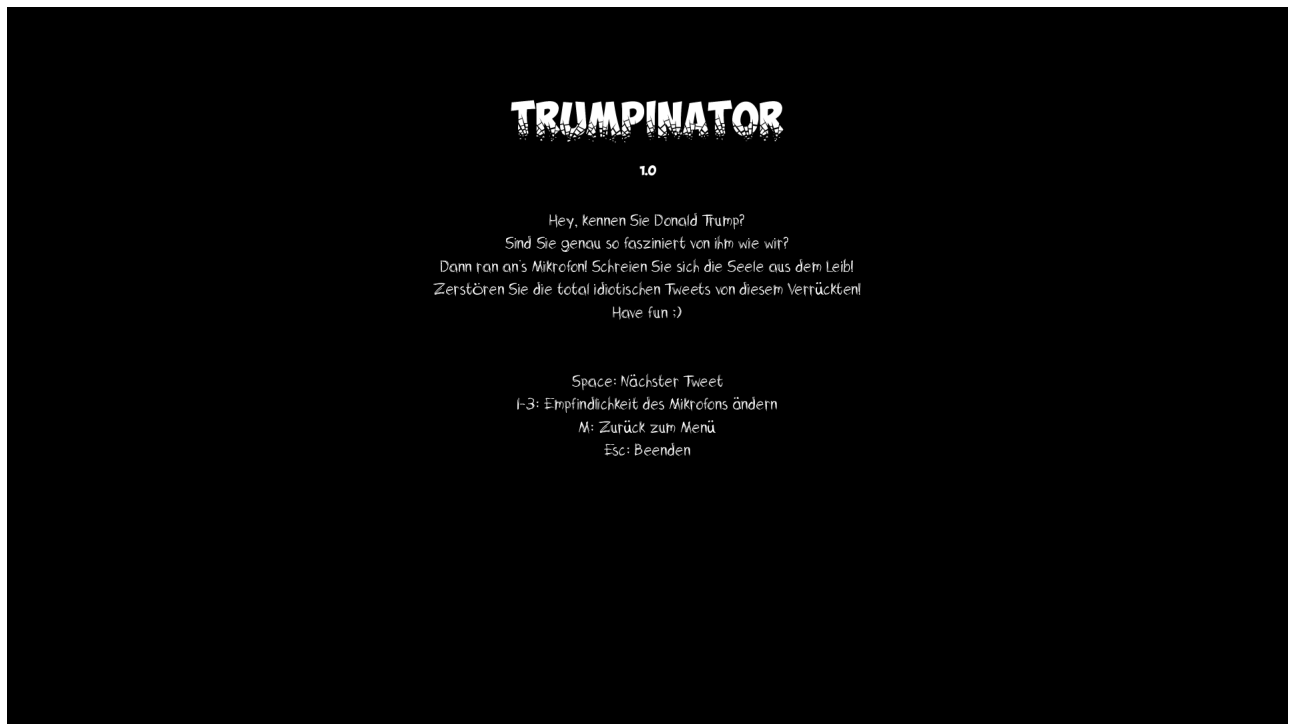 TRUMPINATOR
1.0
Hey, kennen Sie Donald Trump?
Sind Sie genau so fasziniert von ihm wie wir?
Dann ran an's Mikrofon! Schreien Sie sich die Seele aus dem Leib!
Zerstören Sie die total idiotischen Tweets von diesem Verrückten!
Have fun ;)
Space: Nächster Tweet
1-3: Empfindlichkeit des Mikrofons ändern
M: Zurück zum Menü
Esc: Beenden